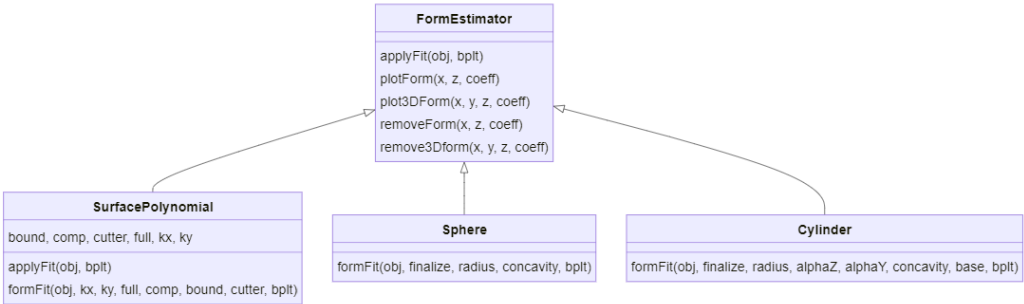 FormEstimator
applyFit(obj, bplt)
plotForm(x, z, coeff)
plot3DForm(x, y, z, coeff)
removeForm(x, z, coeff)
remove3Dform(x, y, z, coeff)
SurfacePolynomial
bound, comp, cutter, full, kx, ky
applyFit(obj, bplt)
formFit(obj, kx, ky, full, comp, bound, cutter, bplt)
Sphere
formFit(obj, finalize, radius, concavity, bplt)
Cylinder
formFit(obj, finalize, radius, alphaZ, alphaY, concavity, base, bplt)